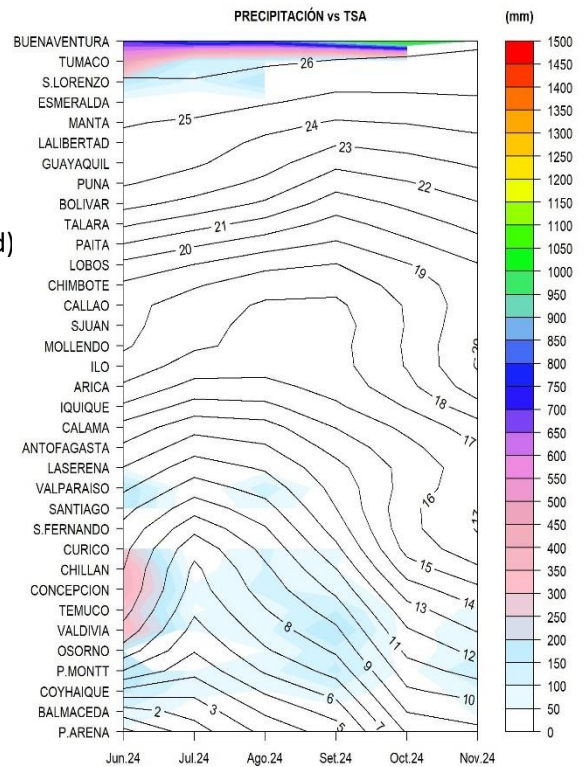 PRECIPITACIÓN vs TSA
(mm)
BUENAVENTURA
TUMACO
S.LORENZO
ESMERALDA
MANTA
LALIBERTAD
GUAYAQUIL
PUNA
BOLIVAR
TALARA
PAITA
LOBOS
CHIMBOTE
CALLAO
SJUAN
MOLLENDO
ILO
ARICA
IQUIQUE
CALAMA
ANTOFAGASTA
LASERENA
VALPARAISO
SANTIAGO
S.FERNANDO
CURICO
CHILLAN
CONCEPCION
TEMUCO
VALDIVIA
OSORNO
P.MONTT
COYHAIQUE
BALMACEDA
P.ARENA
d)
26
25
24
23
22
21
20
19
20
18
17
16
17
15
14
13
12
11
10
9
8
7
6
5
3
2
Jun.24 Jul.24 Ago.24 Set.24 Oct.24 Nov.24
1500
1450
1400
1350
1300
1250
1200
1150
1100
1050
1000
950
900
850
800
750
700
650
600
550
500
450
400
350
300
250
200
150
100
50
0